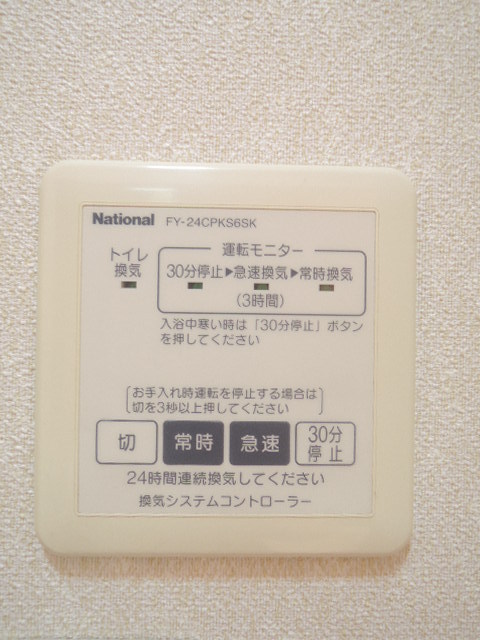 National FY-24CPKS6SK
トイレ
換気
運転モニター
30分停止▶急速換気▶常時換気
(3時間)
入浴中寒い時は「30分停止」ボタン
を押してください
お手入れ時運転を停止する場合は
切を3秒以上押してください
切 常時 急速 30分
停止
24時間連続換気してください
換気システムコントローラー